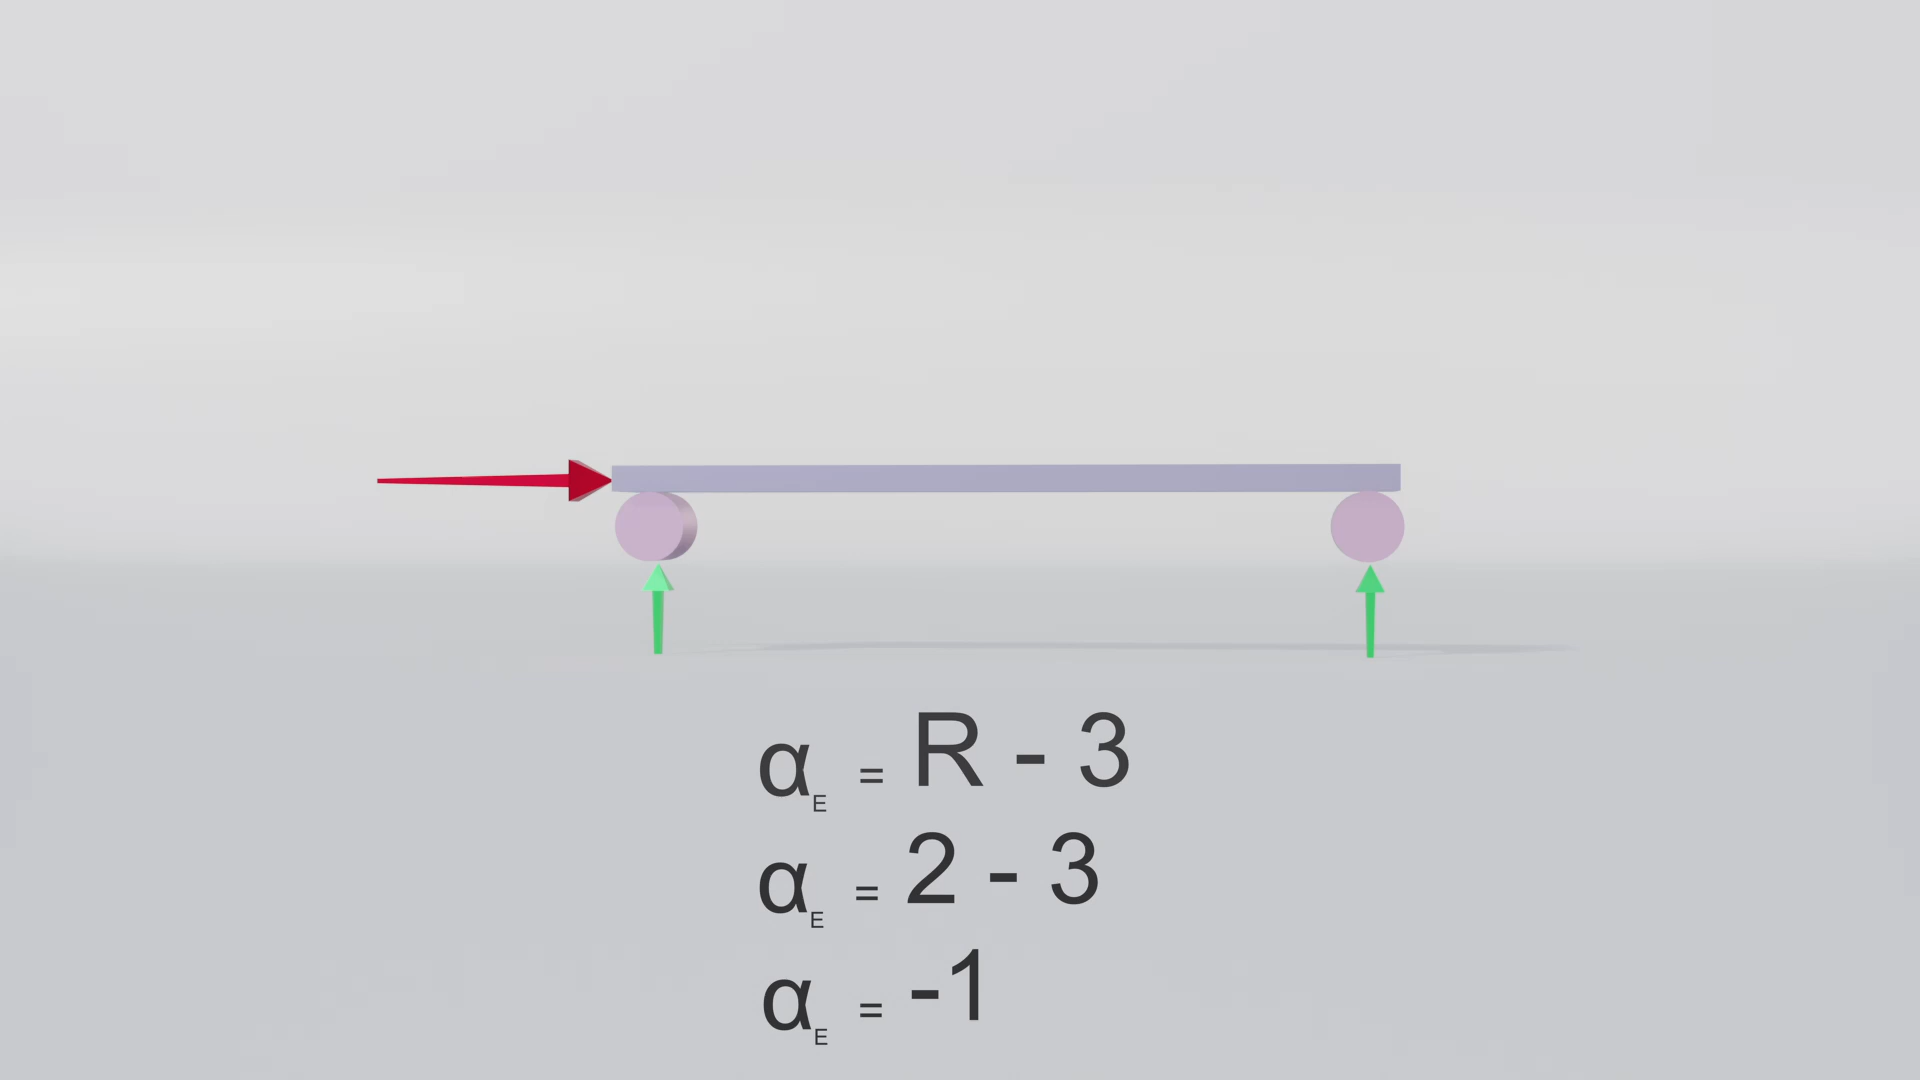 αE = R - 3
αE = 2 - 3
αE = -1